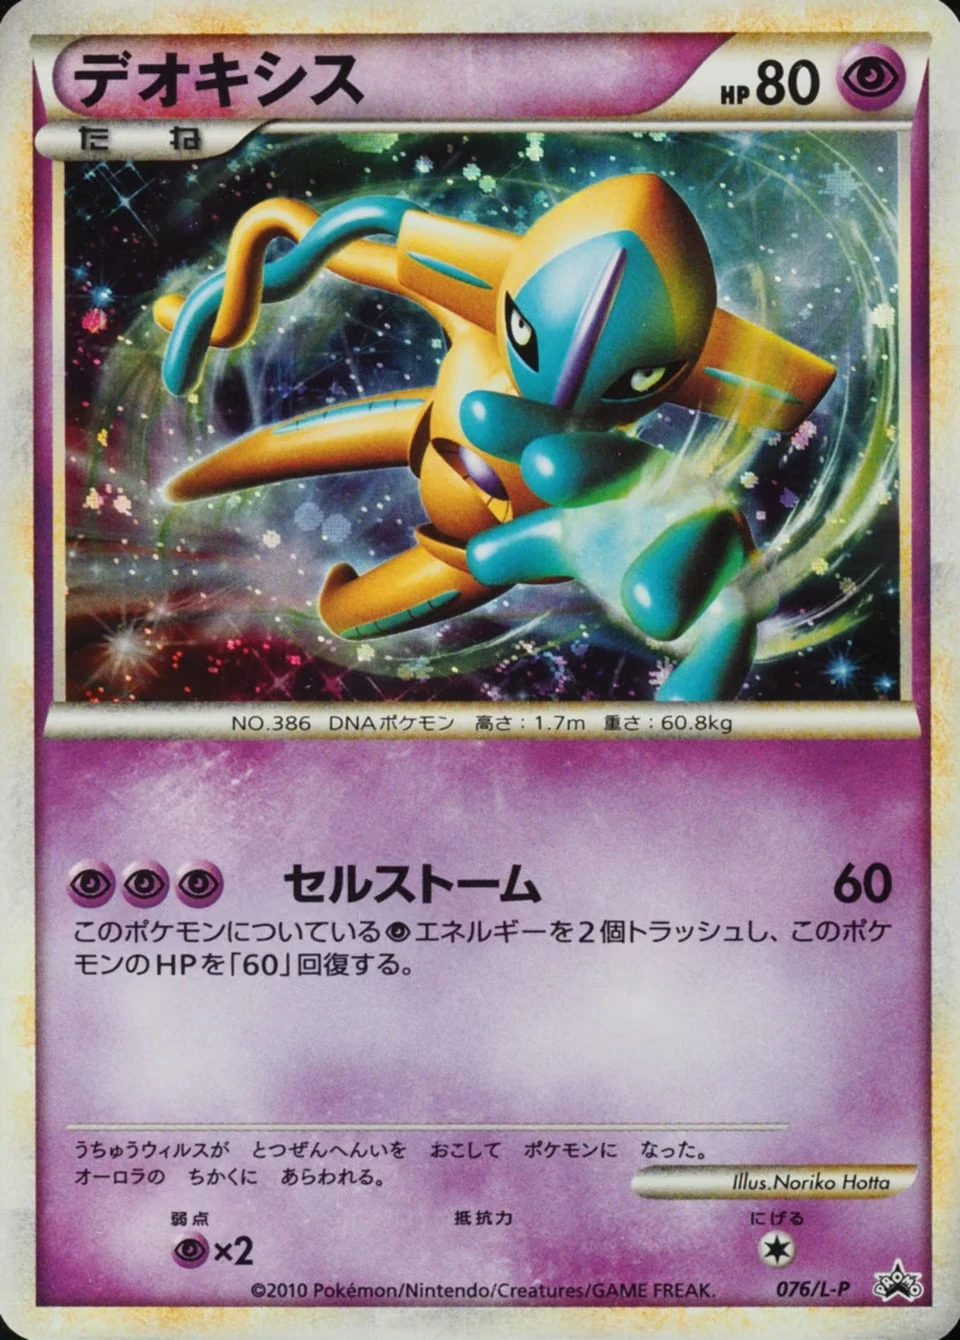 デオキシス
HP80
たね
NO.386 DNAポケモン 高さ:1.7m 重さ:60.8kg
セルストーム 60
このポケモンについているエネルギーを2個トラッシュし、このポケ
モンのHPを「60」回復する。
うちゅうウィルスが とつぜんへんいを おこして ポケモンに なった。
オーロラの ちかくに あらわれる。
Illus.Noriko Hotta
弱点 抵抗力 にげる
×2
©2010 Pokémon/Nintendo/Creatures/GAME FREAK. 076/L-P PROMO